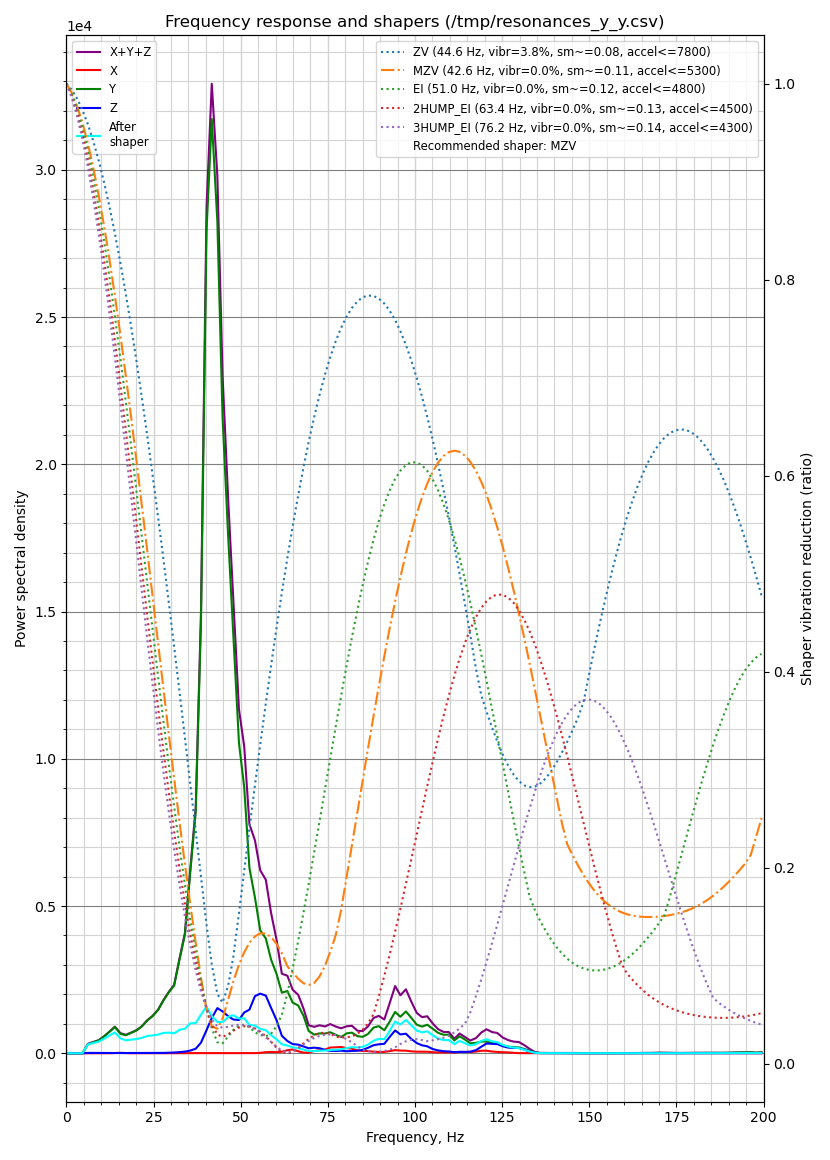 Frequency response and shapers (/tmp/resonances_y_y.csv)
1e4
X+Y+Z
X
Y
Z
After
shaper
ZV (44.6 Hz, vibr=3.8%, sm~=0.08, accel<=7800)
MZV (42.6 Hz, vibr=0.0%, sm~=0.11, accel<=5300)
EI (51.0 Hz, vibr=0.0%, sm~=0.12, accel<=4800)
2HUMP_EI (63.4 Hz, vibr=0.0%, sm~=0.13, accel<=4500)
3HUMP_EI (76.2 Hz, vibr=0.0%, sm~=0.14, accel<=4300)
Recommended shaper: MZV
Power spectral density
3.0
2.5
2.0
1.5
1.0
0.5
0.0
1.0
0.8
0.6
0.4
0.2
0.0
Shaper vibration reduction (ratio)
0 25 50 75 100 125 150 175 200
Frequency, Hz